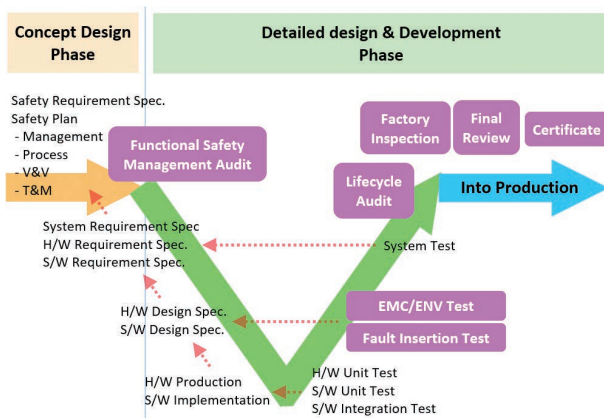 Concept Design
Phase
Detailed design & Development
Phase
Safety Requirement Spec.
Safety Plan
- Management
- Process
- V&V
- T&M
Functional Safety
Management Audit
Factory
Inspection
Final
Review
Certificate
Lifecycle
Audit
Into Production
System Requirement Spec
H/W Requirement Spec.
S/W Requirement Spec.
System Test
H/W Design Spec.
S/W Design Spec.
EMC/ENV Test
Fault Insertion Test
H/W Production
S/W Implementation
H/W Unit Test
S/W Unit Test
S/W Integration Test